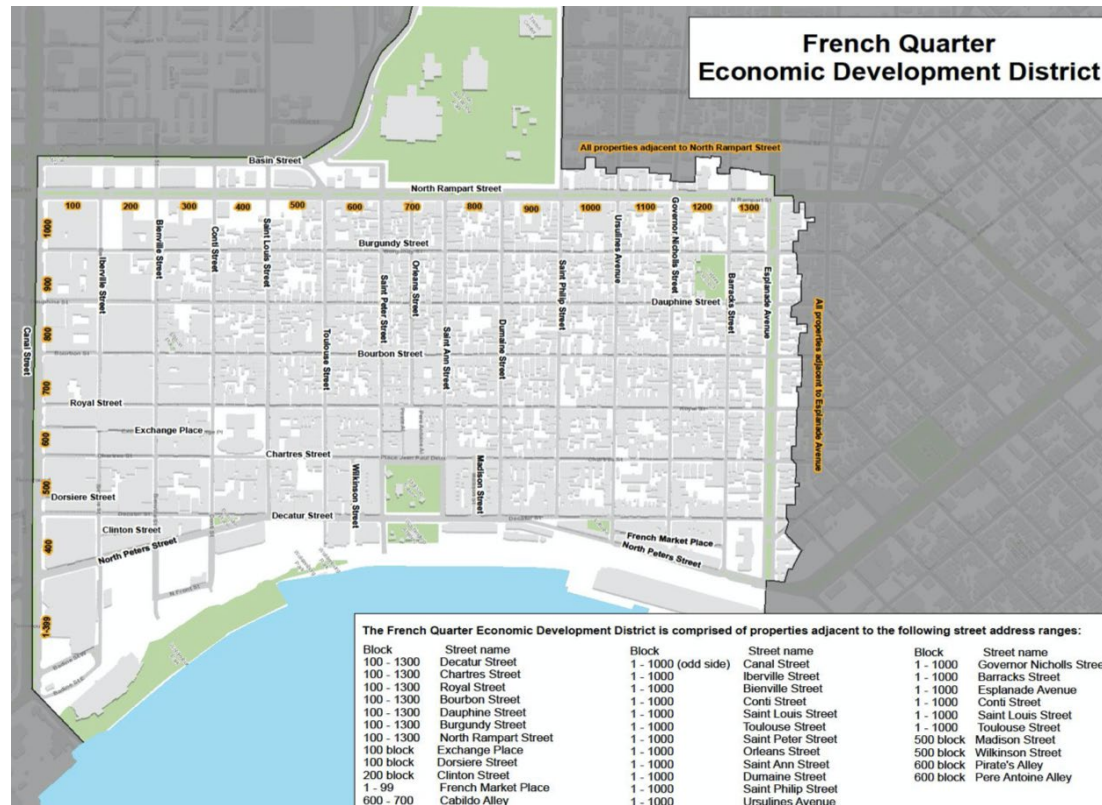 French Quarter
Economic Development District
All properties adjacent to North Rampart Street
Basin Street
North Rampart Street
N Rampart St
100
200
300
400
500
600
700
800
900
1000
1100
1200
1300
1000
900
800
700
600
500
400
1-399
Canal Street
Iberville Street
Bienville Street
Conti Street
Saint Louis Street
Toulouse Street
Saint Peter Street
Orleans Street
Saint Ann Street
Dumaine Street
Saint Philip Street
Ursulines Avenue
Governor Nicholls Street
Barracks Street
Esplanade Avenue
All properties adjacent to Esplanade Avenue
Burgundy Street
Dauphine Street
Bourbon Street
Royal Street
Exchange Place
Chartres Street
Wilkinson Street
Madison Street
Dorsiere Street
Decatur Street
Clinton Street
North Peters Street
French Market Place
North Peters Street
N Front St
The French Quarter Economic Development District is comprised of properties adjacent to the following street address ranges:
Block Street name
100 - 1300 Decatur Street
100 - 1300 Chartres Street
100 - 1300 Royal Street
100 - 1300 Bourbon Street
100 - 1300 Dauphine Street
100 - 1300 Burgundy Street
100 - 1300 North Rampart Street
100 block Exchange Place
100 block Dorsiere Street
200 block Clinton Street
1 - 99 French Market Place
600 - 700 Cabildo Alley
Block Street name
1 - 1000 (odd side) Canal Street
1 - 1000 Iberville Street
1 - 1000 Bienville Street
1 - 1000 Conti Street
1 - 1000 Saint Louis Street
1 - 1000 Toulouse Street
1 - 1000 Saint Peter Street
1 - 1000 Orleans Street
1 - 1000 Saint Ann Street
1 - 1000 Dumaine Street
1 - 1000 Saint Philip Street
1 - 1000 Ursulines Avenue
Block Street name
1 - 1000 Governor Nicholls Stree
1 - 1000 Barracks Street
1 - 1000 Esplanade Avenue
1 - 1000 Conti Street
1 - 1000 Saint Louis Street
1 - 1000 Toulouse Street
500 block Madison Street
500 block Wilkinson Street
600 block Pirate's Alley
600 block Pere Antoine Alley